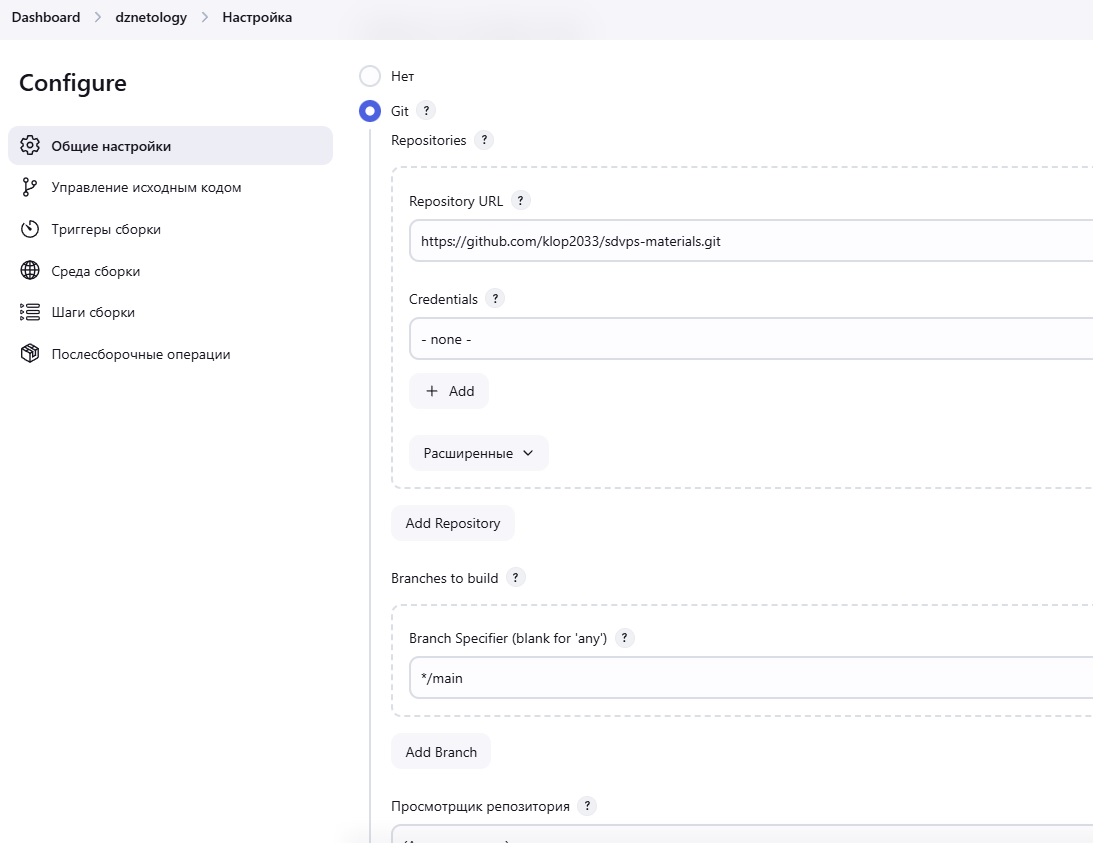 Dashboard > dznetology > Настройка
Configure
Общие настройки
Управление исходным кодом
Триггеры сборки
Среда сборки
Шаги сборки
Послесборочные операции
Нет
Git ?
Repositories ?
Repository URL ?
https://github.com/klop2033/sdvps-materials.git
Credentials ?
- none -
+ Add
Расширенные
Add Repository
Branches to build ?
Branch Specifier (blank for 'any') ?
*/main
Add Branch
Просмотрщик репозитория ?